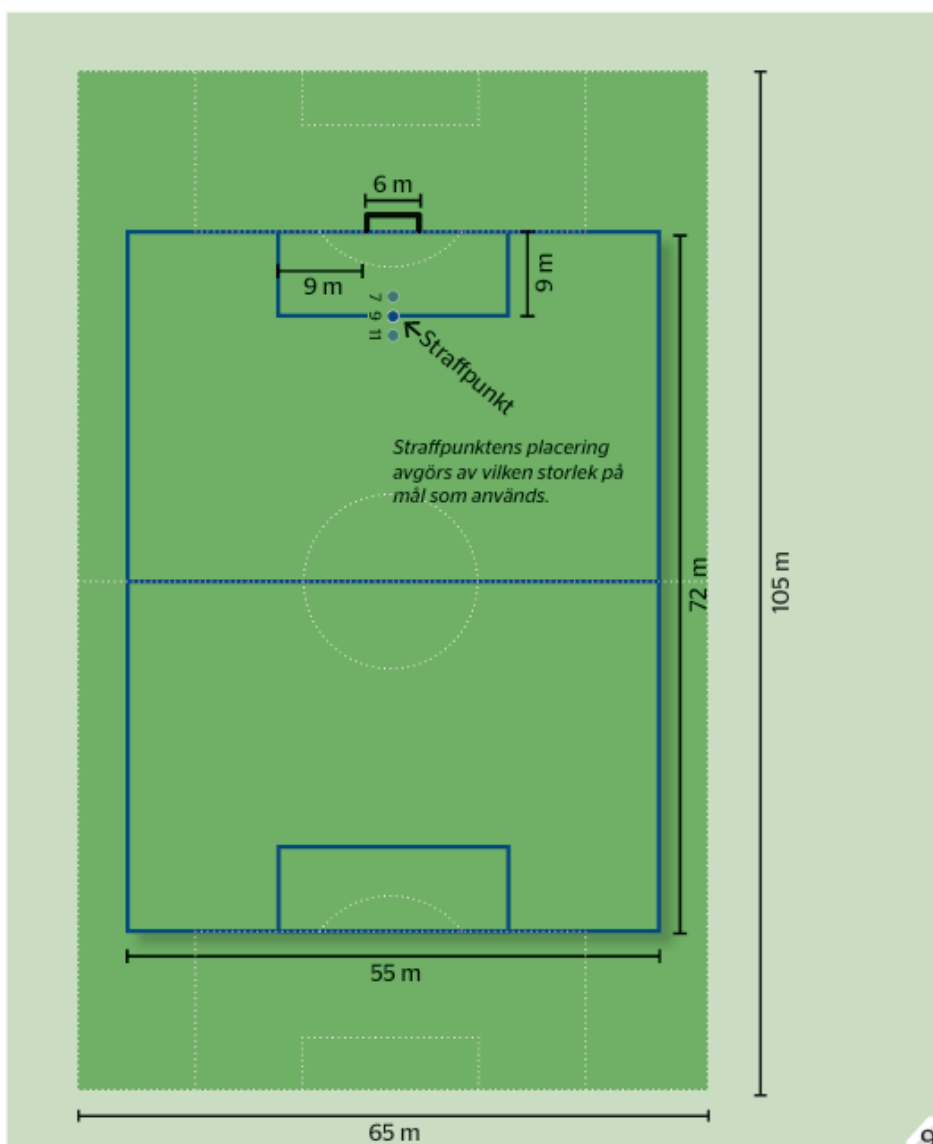 6 m
9 m
9 m
7
9
11
Straffpunkt
Straffpunktens placering
avgörs av vilken storlek på
mål som används.
72 m
105 m
55 m
65 m